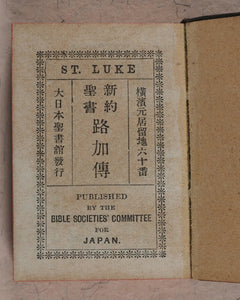 ST. LUKE
橫濱元居留地六十番
新約
聖書
路加傳
大日本聖書舘發行
PUBLISHED
BY THE
BIBLE SOCIETIES' COMMITTEE
FOR
JAPAN.